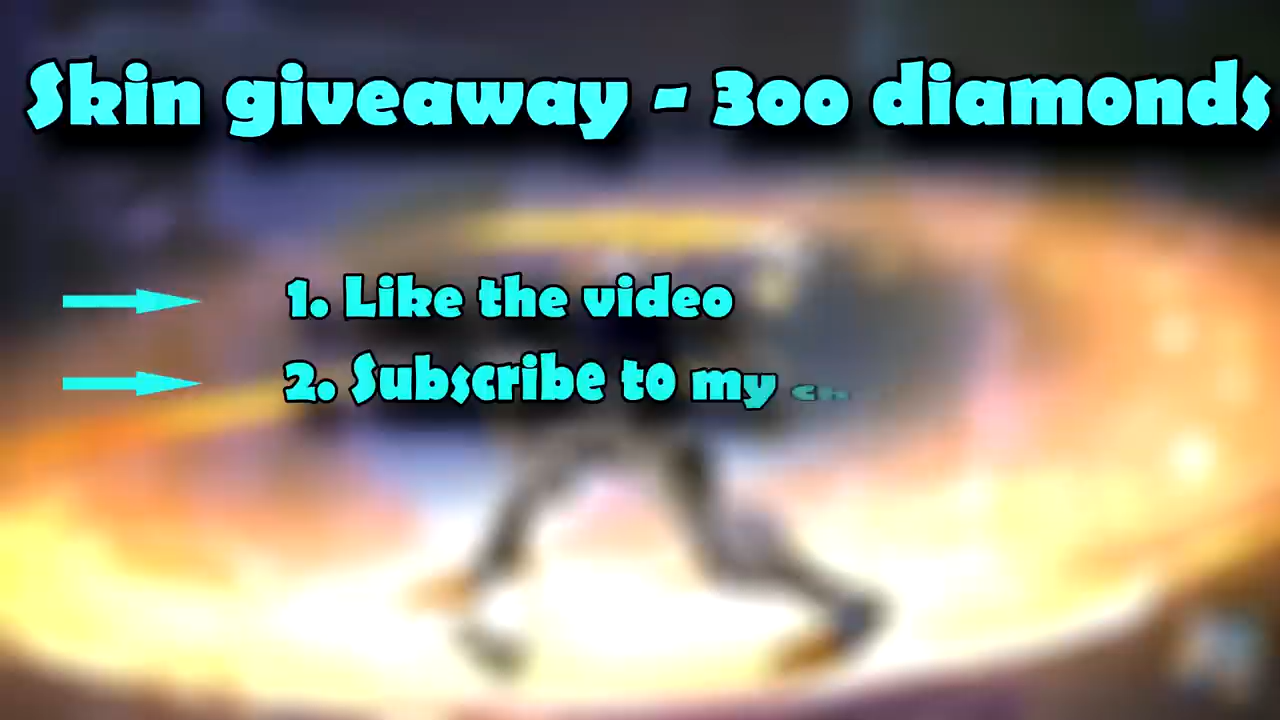 Skin giveaway - 300 diamonds
1. Like the video
2. Subscribe to my